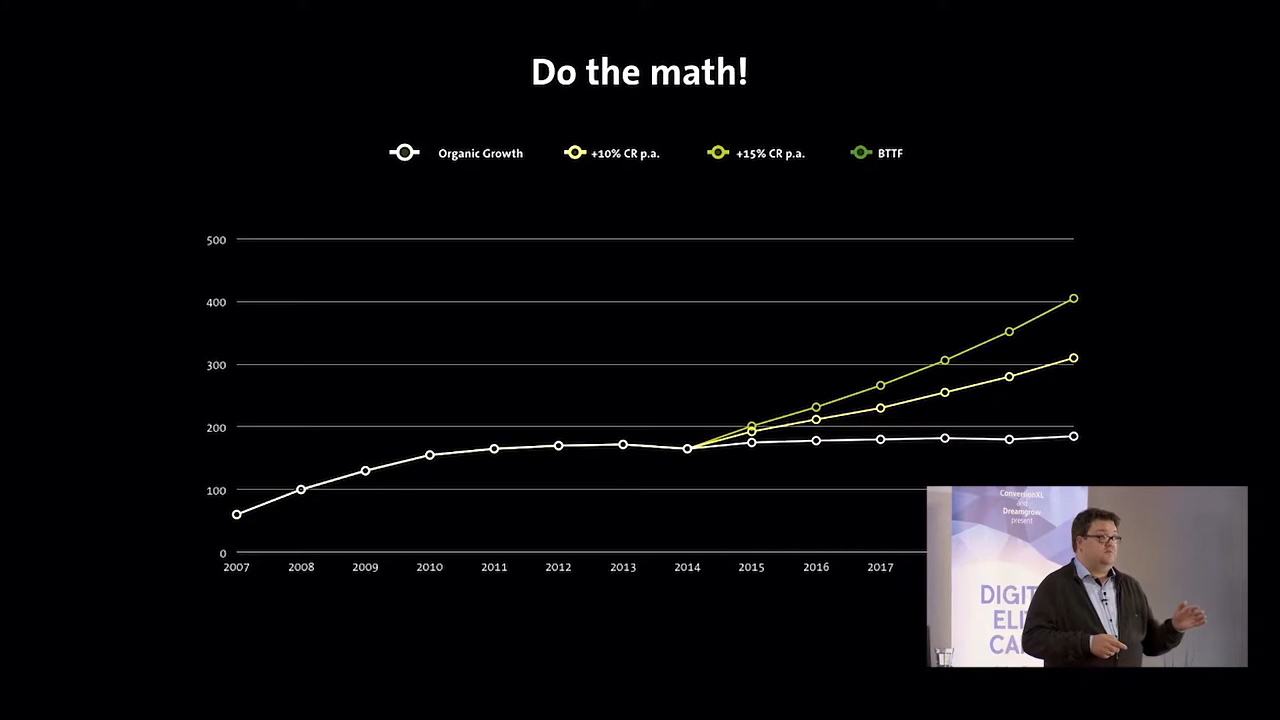 Do the math!
Organic Growth
+10% CR p.a.
+15% CR p.a.
BTTF
500
400
300
200
100
0
2007 2008 2009 2010 2011 2012 2013 2014 2015 2016 2017
ConversionXL
and
Dreamgrow
present
DIGIT
ELI
CA